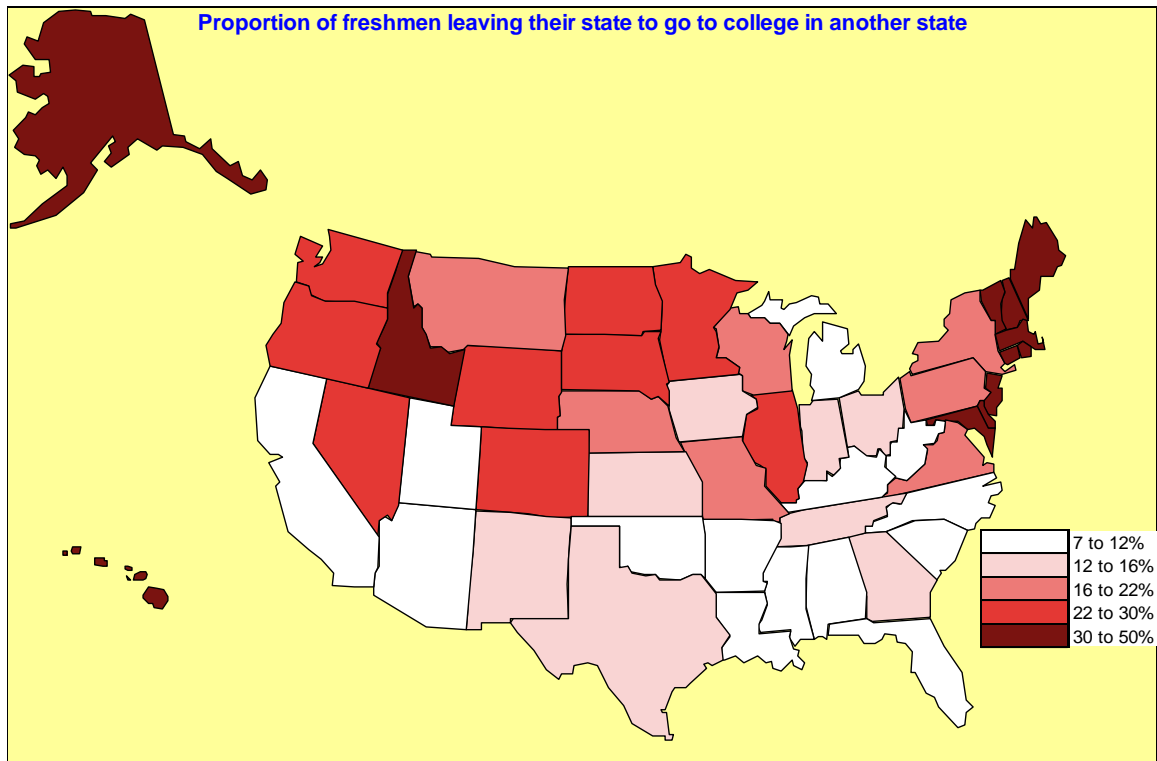 Proportion of freshmen leaving their state to go to college in another state
7 to 12%
12 to 16%
16 to 22%
22 to 30%
30 to 50%